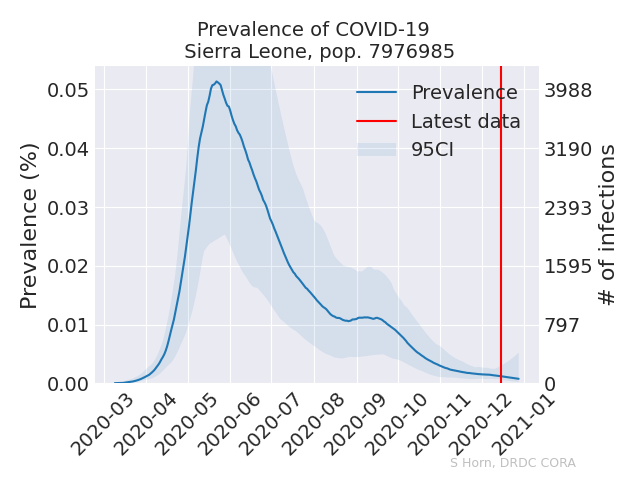 Prevalence of COVID-19
Sierra Leone, pop. 7976985
Prevalence
Latest data
95CI
Prevalence (%)
0.05
0.04
0.03
0.02
0.01
0.00
3988
3190
2393
1595
797
0
# of infections
2020-03
2020-04
2020-05
2020-06
2020-07
2020-08
2020-09
2020-10
2020-11
2020-12
2021-01
S Horn, DRDC CORA